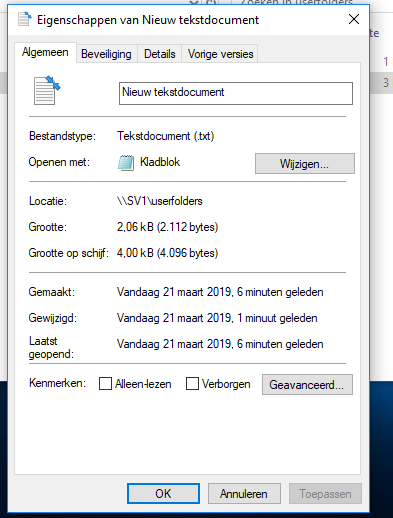 Zoeken in userfolders
Eigenschappen van Nieuw tekstdocument
Algemeen Beveiliging Details Vorige versies
te
1
3
Nieuw tekstdocument
Bestandstype: Tekstdocument (.txt)
Openen met: Kladblok Wijzigen...
Locatie: \\SV1\userfolders
Grootte: 2,06 kB (2.112 bytes)
Grootte op schijf: 4,00 kB (4.096 bytes)
Gemaakt: Vandaag 21 maart 2019, 6 minuten geleden
Gewijzigd: Vandaag 21 maart 2019, 1 minuut geleden
Laatst
geopend: Vandaag 21 maart 2019, 6 minuten geleden
Kenmerken: Alleen-lezen Verborgen Geavanceerd...
OK Annuleren Toepassen